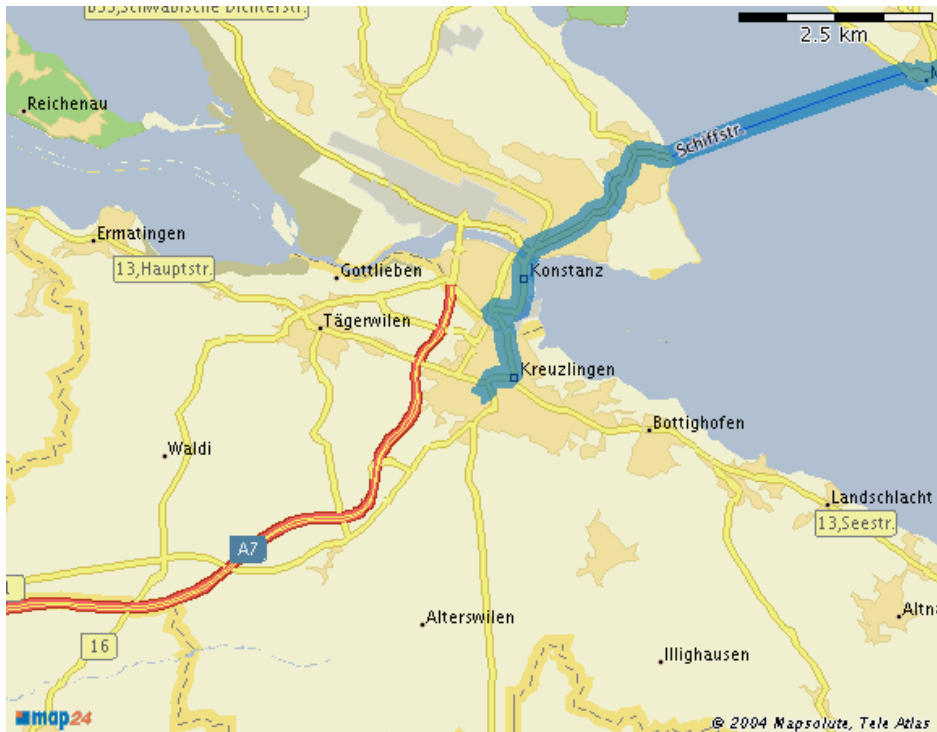 B33,Schwäbische Dichterstr.
2.5 km
Reichenau
Schiffstr.
Ermatingen
13,Hauptstr.
Gottlieben
Konstanz
Tägerwilen
Kreuzlingen
Bottighofen
Waldi
Landschlacht
13,Seestr.
A7
1
Alterswilen
16
Illighausen
map24
© 2004 Mapsolute, Tele Atlas